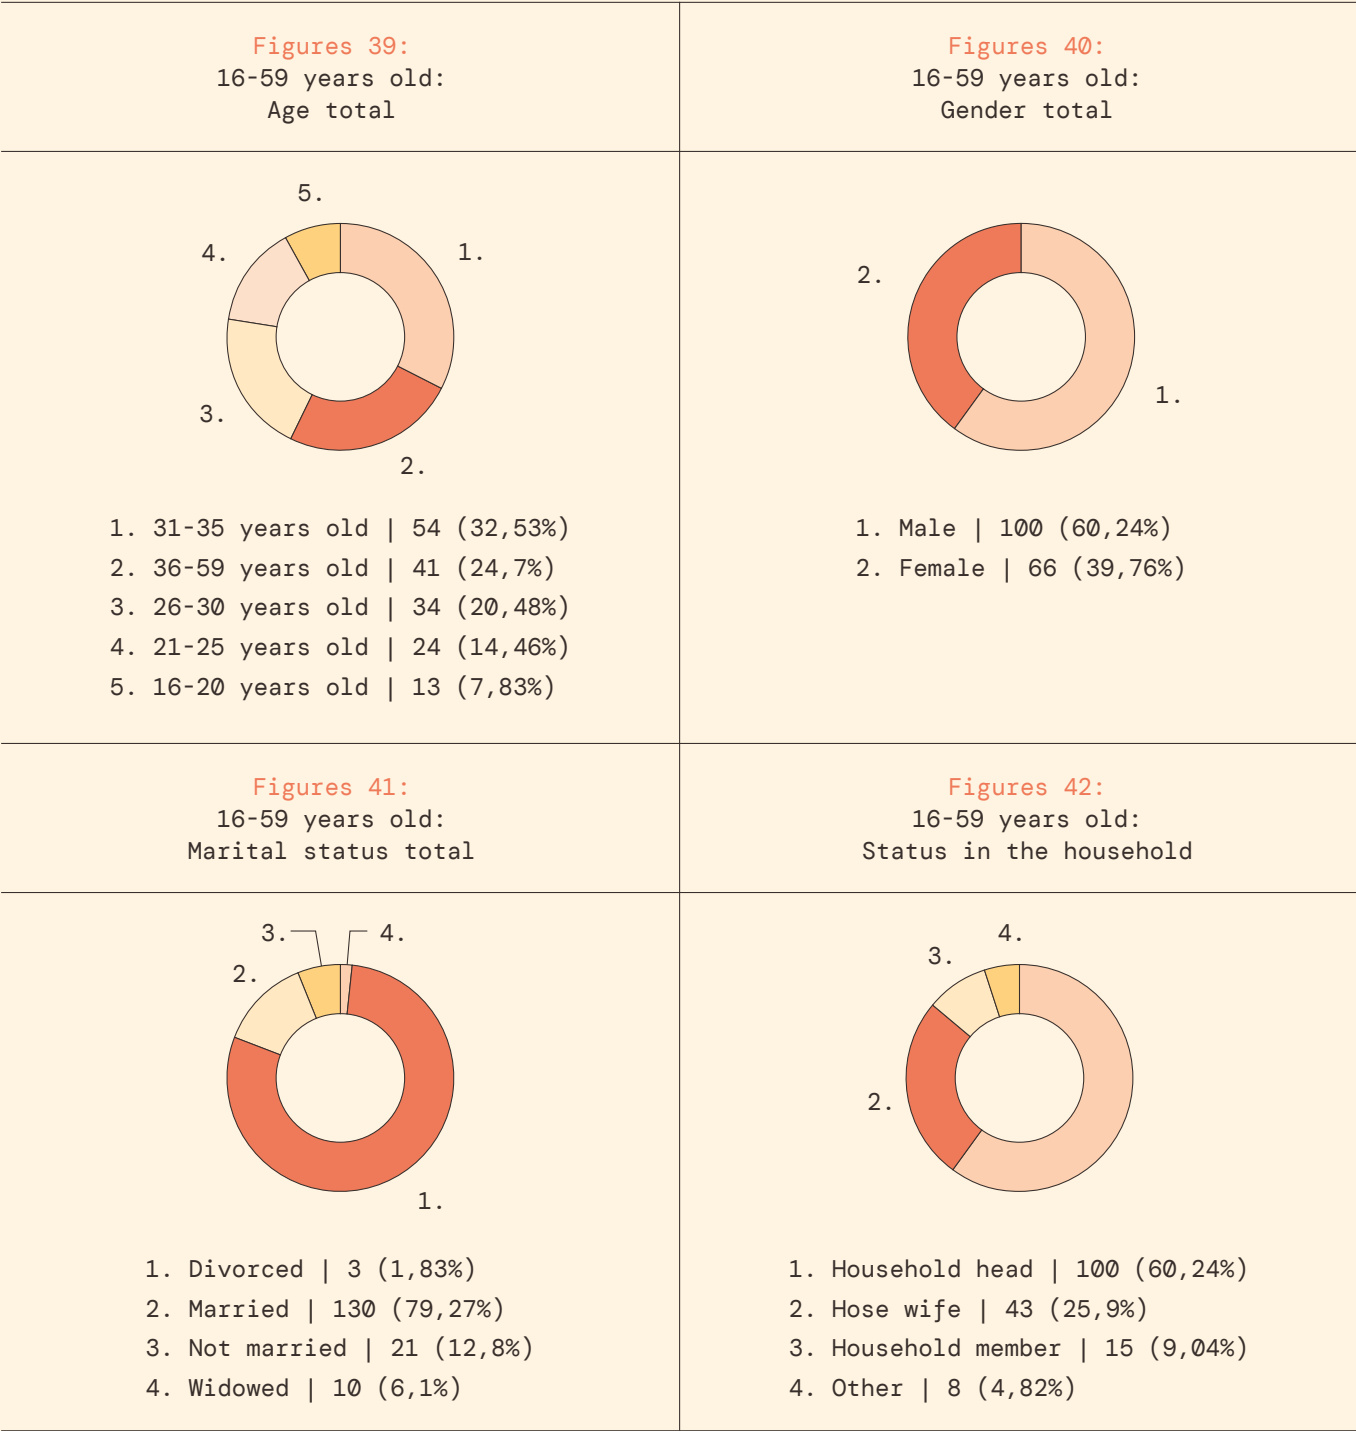 Figures 39:
16-59 years old:
Age total
5.
4.
1.
3.
2.
1. 31-35 years old | 54 (32,53%)
2. 36-59 years old | 41 (24,7%)
3. 26-30 years old | 34 (20,48%)
4. 21-25 years old | 24 (14,46%)
5. 16-20 years old | 13 (7,83%)
Figures 40:
16-59 years old:
Gender total
2.
1.
1. Male | 100 (60,24%)
2. Female | 66 (39,76%)
Figures 41:
16-59 years old:
Marital status total
3.
4.
2.
1.
1. Divorced | 3 (1,83%)
2. Married | 130 (79,27%)
3. Not married | 21 (12,8%)
4. Widowed | 10 (6,1%)
Figures 42:
16-59 years old:
Status in the household
4.
3.
2.
1. Household head | 100 (60,24%)
2. Hose wife | 43 (25,9%)
3. Household member | 15 (9,04%)
4. Other | 8 (4,82%)